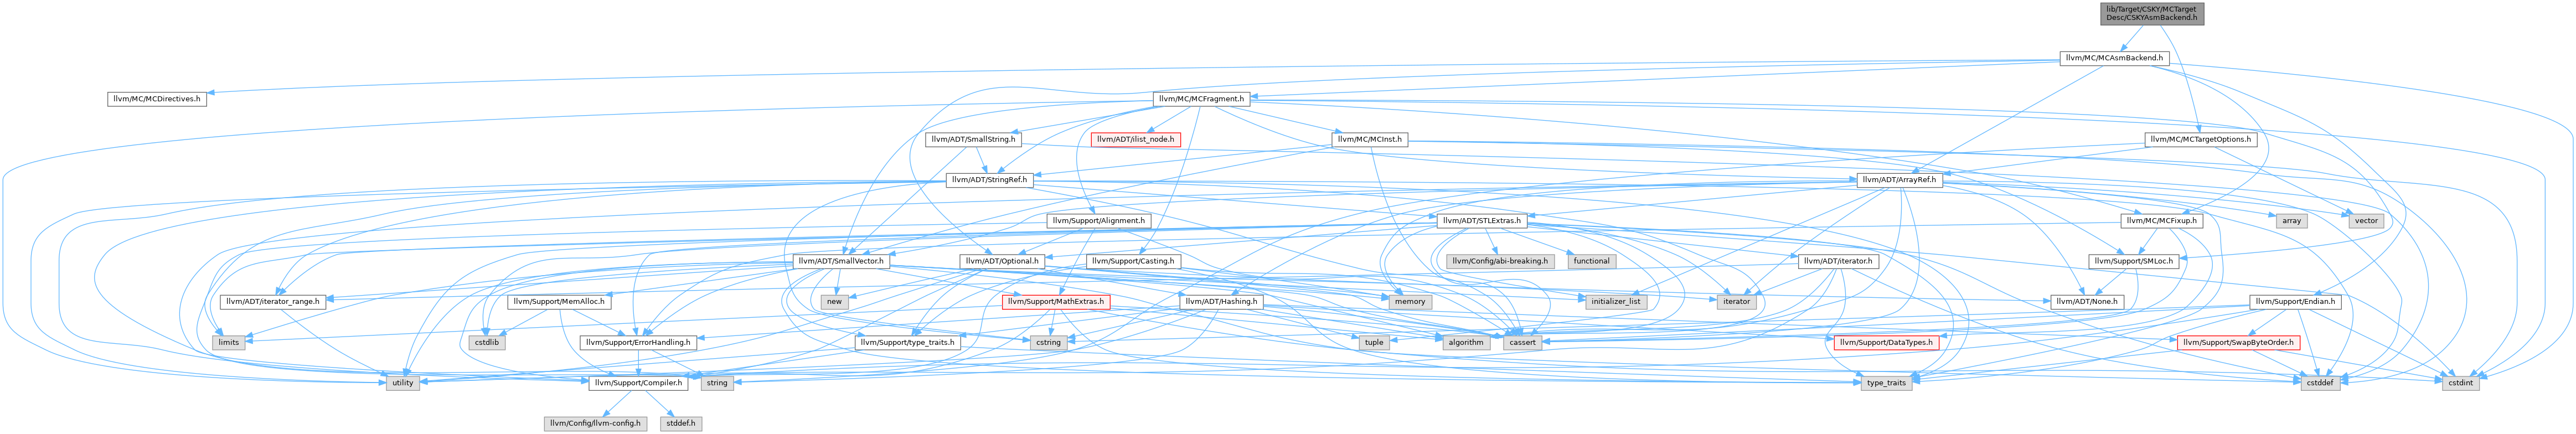 lib/Target/CSKY/MCTarget
Desc/CSKYAsmBackend.h
llvm/MC/MCAsmBackend.h
llvm/MC/MCDirectives.h
llvm/MC/MCFragment.h
llvm/ADT/SmallString.h
llvm/ADT/ilist_node.h
llvm/MC/MCInst.h
llvm/MC/MCTargetOptions.h
llvm/ADT/StringRef.h
llvm/ADT/ArrayRef.h
llvm/Support/Alignment.h
llvm/ADT/STLExtras.h
llvm/MC/MCFixup.h
array
vector
llvm/ADT/SmallVector.h
llvm/ADT/Optional.h
llvm/Support/Casting.h
llvm/Config/abi-breaking.h
functional
llvm/ADT/iterator.h
llvm/Support/SMLoc.h
llvm/ADT/iterator_range.h
llvm/Support/MemAlloc.h
new
llvm/Support/MathExtras.h
llvm/ADT/Hashing.h
memory
initializer_list
iterator
llvm/ADT/None.h
llvm/Support/Endian.h
limits
cstdlib
llvm/Support/ErrorHandling.h
llvm/Support/type_traits.h
cstring
tuple
algorithm
cassert
llvm/Support/DataTypes.h
llvm/Support/SwapByteOrder.h
utility
llvm/Support/Compiler.h
string
type_traits
cstddef
cstdint
llvm/Config/llvm-config.h
stddef.h